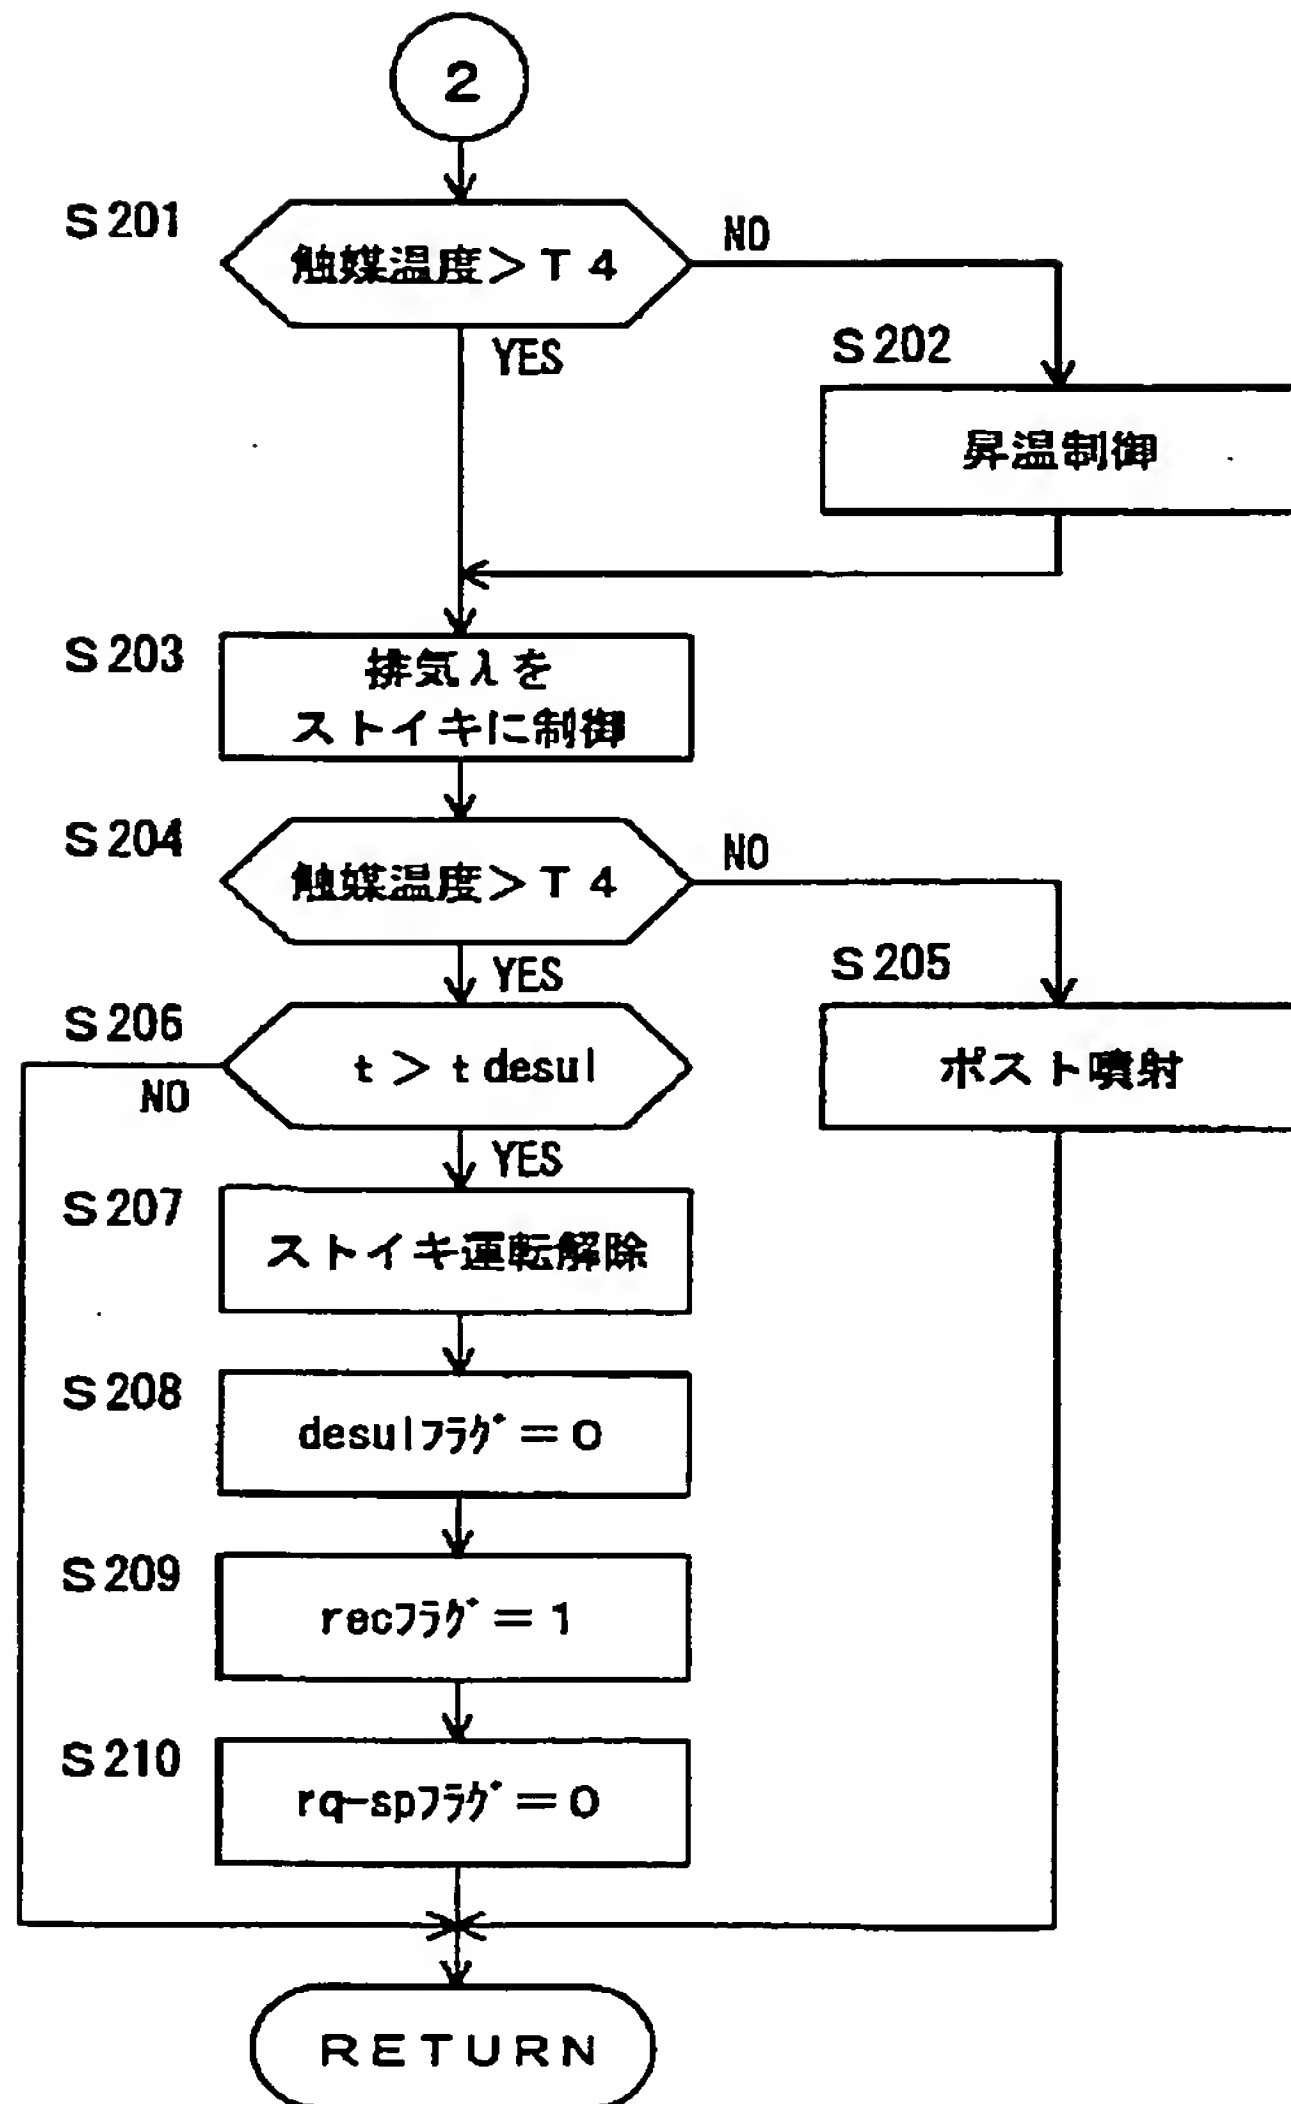 2
S201
触媒温度＞T4
NO
YES
S202
昇温制御
S203
排気λを
ストイキに制御
S204
触媒温度＞T4
NO
YES
S205
ポスト噴射
S206
t＞tdesul
NO
YES
S207
ストイキ運転解除
S208
desulﾌﾗｸﾞ＝0
S209
recﾌﾗｸﾞ＝1
S210
rq-spﾌﾗｸﾞ＝0
RETURN